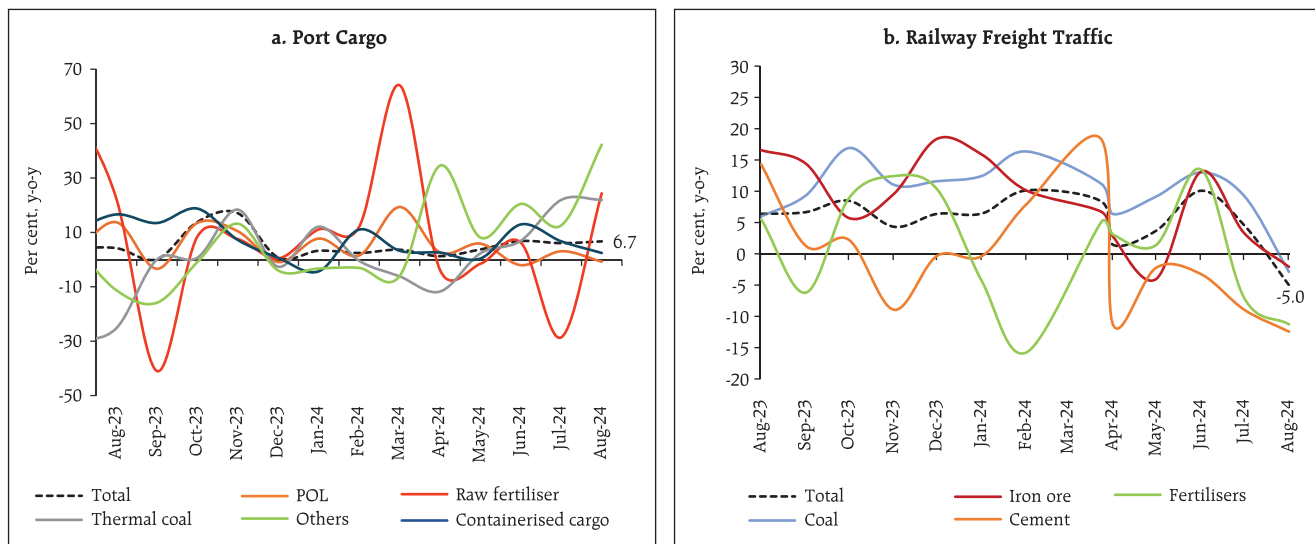 a. Port Cargo
Per cent, y-o-y
70
50
30
10
-10
-30
-50
6.7
Aug-23
Sep-23
Oct-23
Nov-23
Dec-23
Jan-24
Feb-24
Mar-24
Apr-24
May-24
Jun-24
Jul-24
Aug-24
Total
POL
Raw fertiliser
Thermal coal
Others
Containerised cargo
b. Railway Freight Traffic
Per cent, y-o-y
30
25
20
15
10
5
0
-5
-10
-15
-20
-5.0
Aug-23
Sep-23
Oct-23
Nov-23
Dec-23
Jan-24
Feb-24
Mar-24
Apr-24
May-24
Jun-24
Jul-24
Aug-24
Total
Iron ore
Fertilisers
Coal
Cement